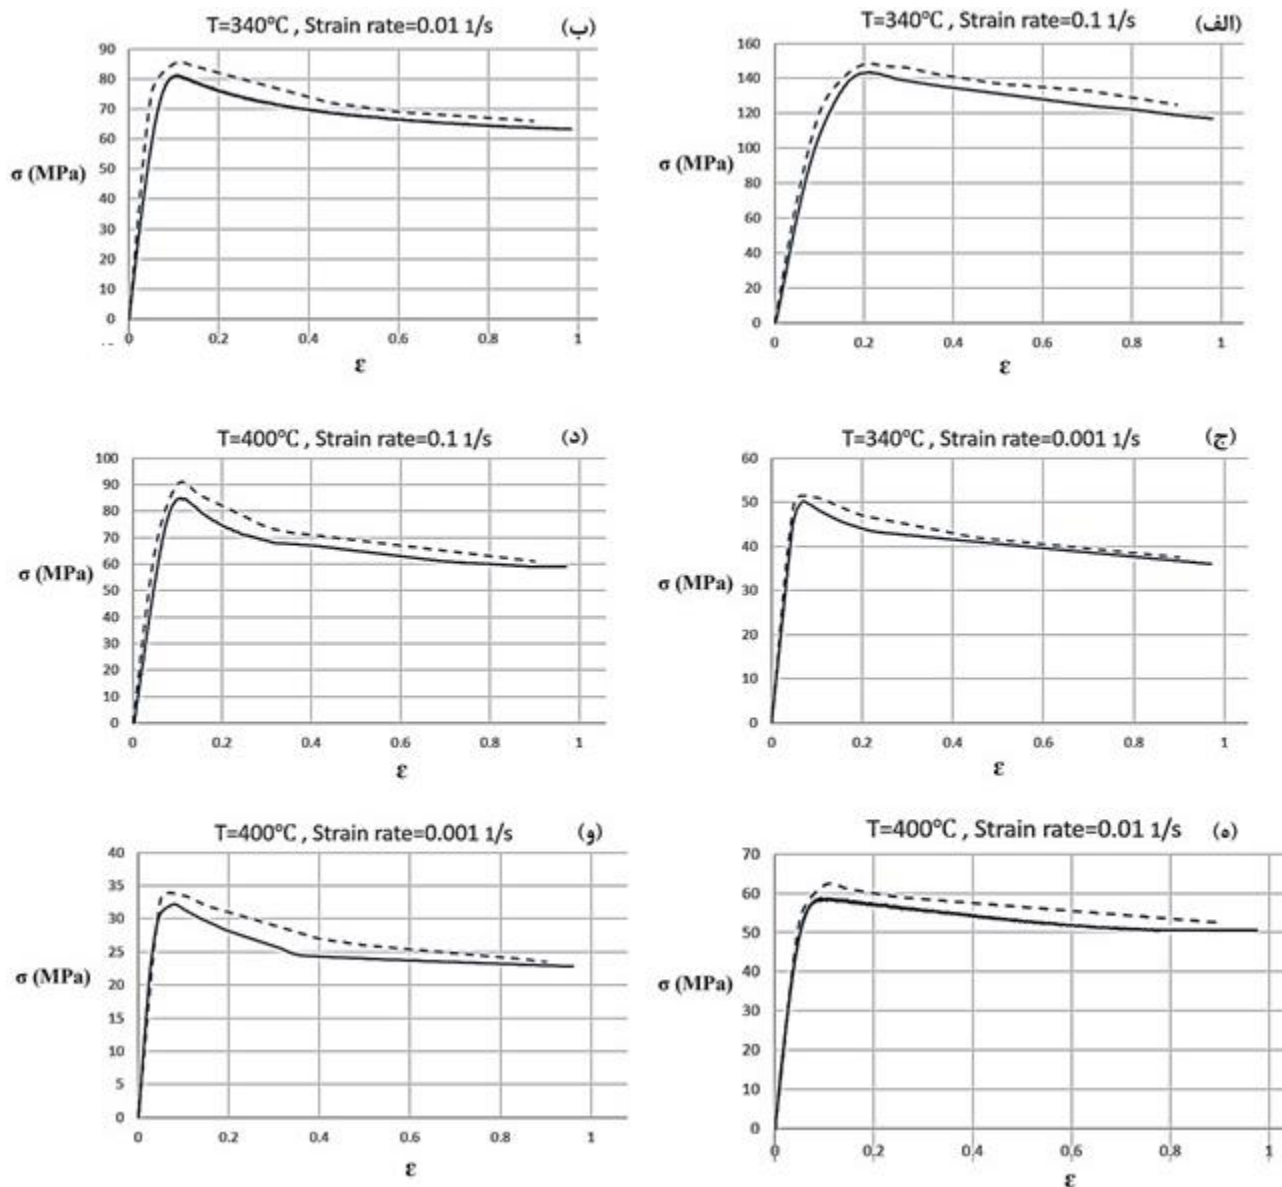 T=340°C , Strain rate=0.1 1/s (الف)
160
140
120
100
80
60
40
20
0
σ (MPa)
0 0.2 0.4 0.6 0.8 1
ε
T=340°C , Strain rate=0.01 1/s (ب)
90
80
70
60
50
40
30
20
10
0
σ (MPa)
0 0.2 0.4 0.6 0.8 1
ε
T=340°C , Strain rate=0.001 1/s (ج)
60
50
40
30
20
10
0
σ (MPa)
0 0.2 0.4 0.6 0.8 1
ε
T=400°C , Strain rate=0.1 1/s (د)
100
90
80
70
60
50
40
30
20
10
0
σ (MPa)
0 0.2 0.4 0.6 0.8 1
ε
T=400°C , Strain rate=0.01 1/s (ه)
70
60
50
40
30
20
10
0
σ (MPa)
0 0.2 0.4 0.6 0.8 1
ε
T=400°C , Strain rate=0.001 1/s (و)
40
35
30
25
20
15
10
5
0
σ (MPa)
0 0.2 0.4 0.6 0.8 1
ε